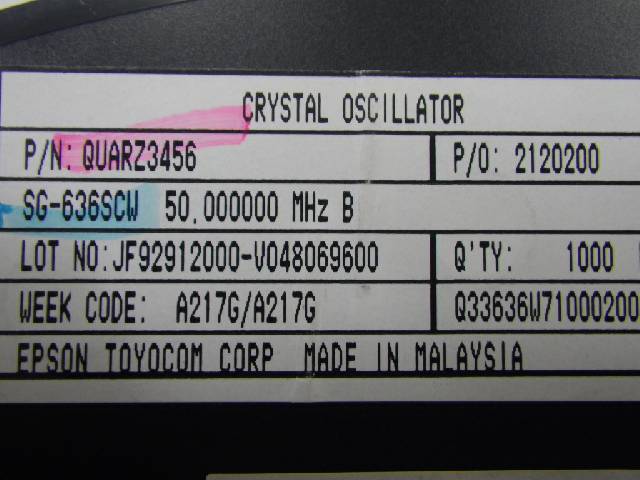 CRYSTAL OSCILLATOR
P/N: QUARZ3456 P/O: 2120200
SG-636SCW 50.000000 MHz B
LOT NO:JF92912000-V048069600 Q'TY: 1000
WEEK CODE: A217G/A217G Q33636W71000200
EPSON TOYOCOM CORP MADE IN MALAYSIA